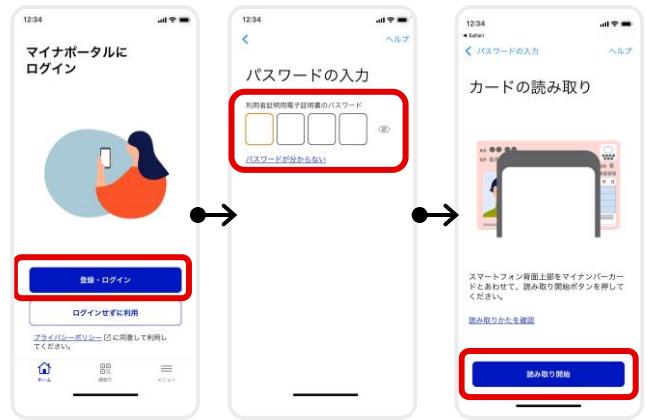 12:34
マイナポータルに
ログイン
登録・ログイン
ログインせずに利用
プライバシーポリシー に同意して利用し
てください。
ホーム 読取り メニュー
12:34
ヘルプ
パスワードの入力
利用者証明用電子証明書のパスワード
パスワードが分からない
12:34
Safari
パスワードの入力 ヘルプ
カードの読み取り
スマートフォン背面上部をマイナンバーカー
ドとあわせて、読み取り開始ボタンを押して
ください。
読み取りかたを確認
読み取り開始